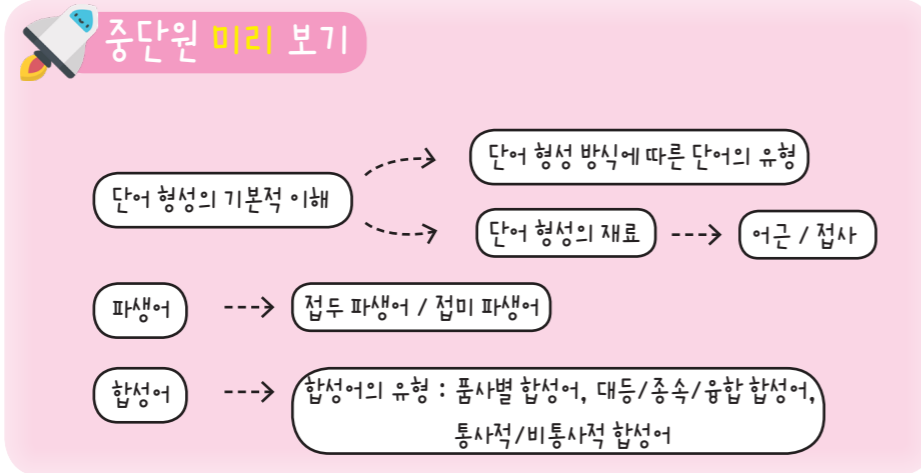 중단원 미리 보기
단어 형성 방식에 따른 단어의 유형
단어 형성의 기본적 이해
단어 형성의 재료
어근 / 접사
파생어
접두 파생어 / 접미 파생어
합성어
합성어의 유형 : 품사별 합성어, 대등/종속/융합 합성어,
통사적/비통사적 합성어